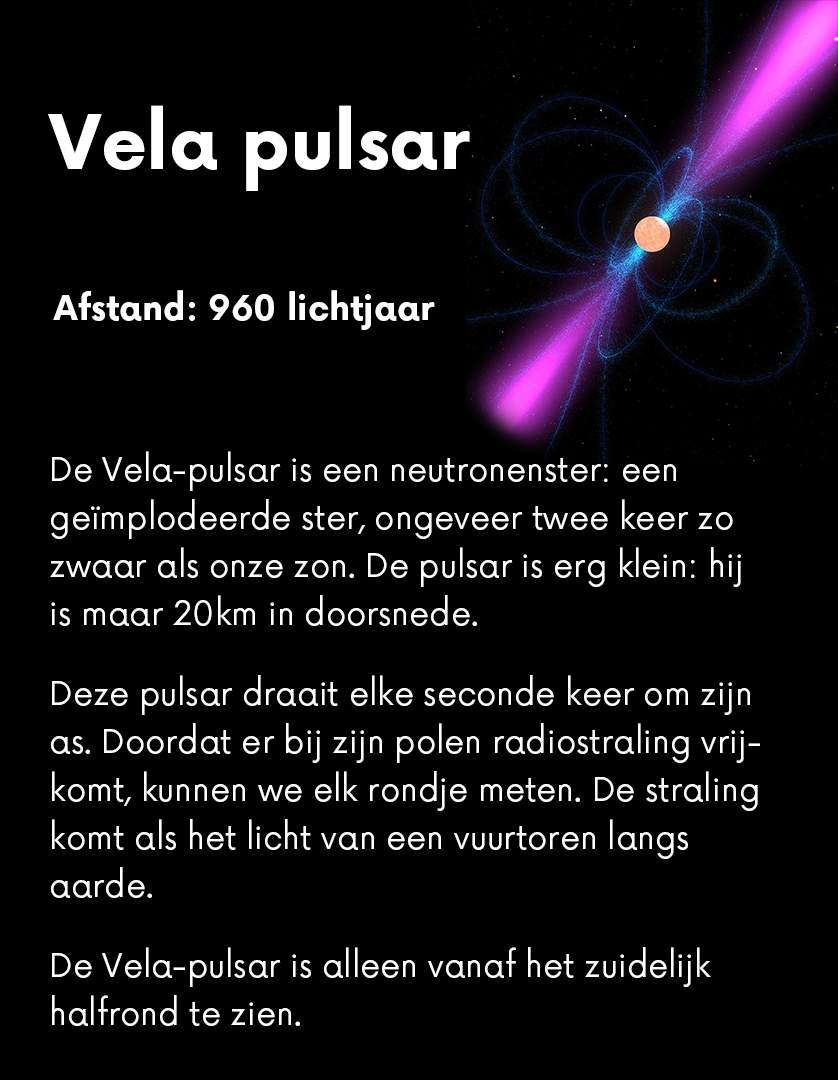 Vela pulsar
Afstand: 960 lichtjaar
De Vela-pulsar is een neutronenster: een
geïmplodeerde ster, ongeveer twee keer zo
zwaar als onze zon. De pulsar is erg klein: hij
is maar 20km in doorsnede.
Deze pulsar draait elke seconde keer om zijn
as. Doordat er bij zijn polen radiostraling vrij-
komt, kunnen we elk rondje meten. De straling
komt als het licht van een vuurtoren langs
aarde.
De Vela-pulsar is alleen vanaf het zuidelijk
halfrond te zien.